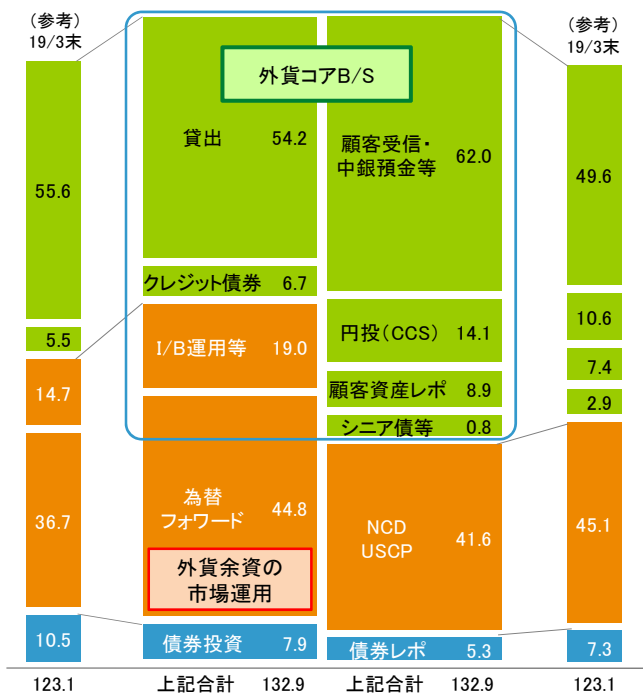 (参考)
19/3末
(参考)
19/3末
外貨コアB/S
貸出 54.2
顧客受信・
中銀預金等
62.0
55.6
49.6
クレジット債券 6.7
5.5
I/B運用等 19.0
円投(CCS) 14.1
10.6
14.7
顧客資産レポ 8.9
7.4
シニア債等 0.8
2.9
36.7
為替
フォワード
44.8
NCD
USCP
41.6
45.1
外貨余資の
市場運用
10.5
債券投資 7.9
債券レポ 5.3
7.3
123.1 上記合計 132.9 上記合計 132.9 123.1